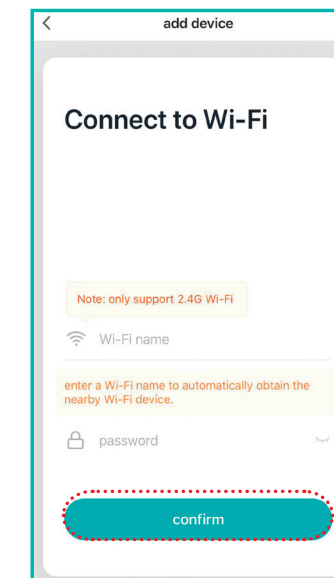 add device
Connect to Wi-Fi
Note: only support 2.4G Wi-Fi
Wi-Fi name
enter a Wi-Fi name to automatically obtain the
nearby Wi-Fi device.
password
confirm